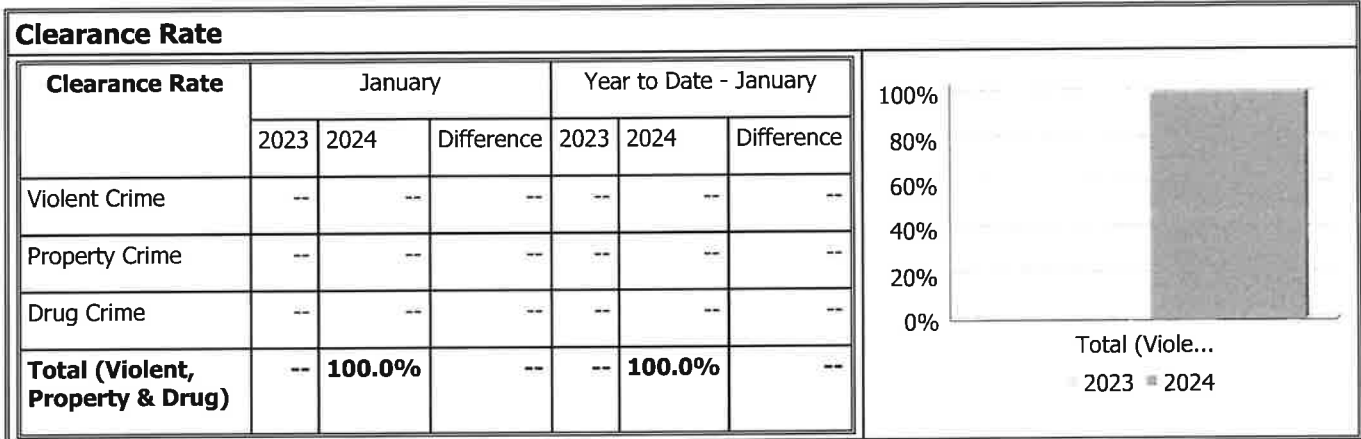 Clearance Rate
Clearance Rate January Year to Date - January
2023 2024 Difference 2023 2024 Difference
Violent Crime -- -- -- -- -- --
Property Crime -- -- -- -- -- --
Drug Crime -- -- -- -- -- --
Total (Violent, -- 100.0% -- -- 100.0% --
Property & Drug)
100%
80%
60%
40%
20%
0%
Total (Viole...
2023 2024